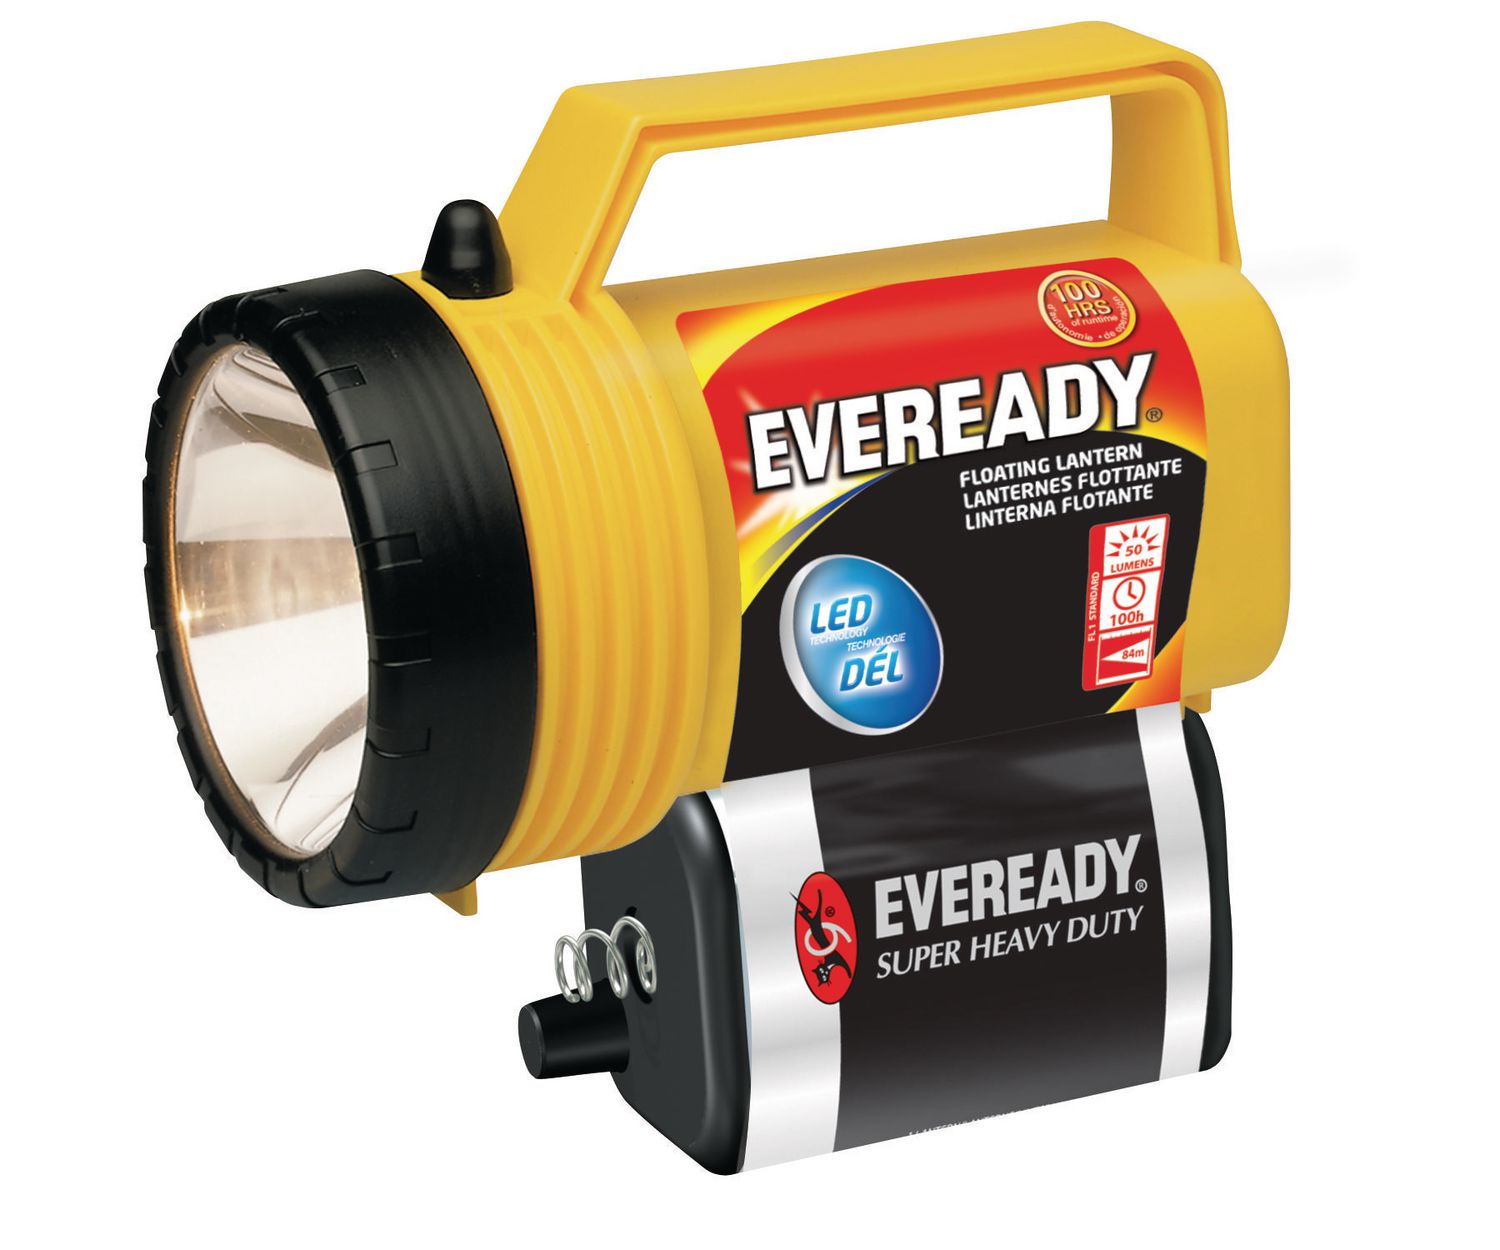 100
HRS
of runtime
d'autonomie • de operación
EVEREADY®
FLOATING LANTERN
LANTERNES FLOTTANTE
LINTERNA FLOTANTE
LED
TECHNOLOGY
TECHNOLOGIE
DÉL
FL1 STANDARD
50
LUMENS
100h
84m
9
®
EVEREADY®
SUPER HEAVY DUTY